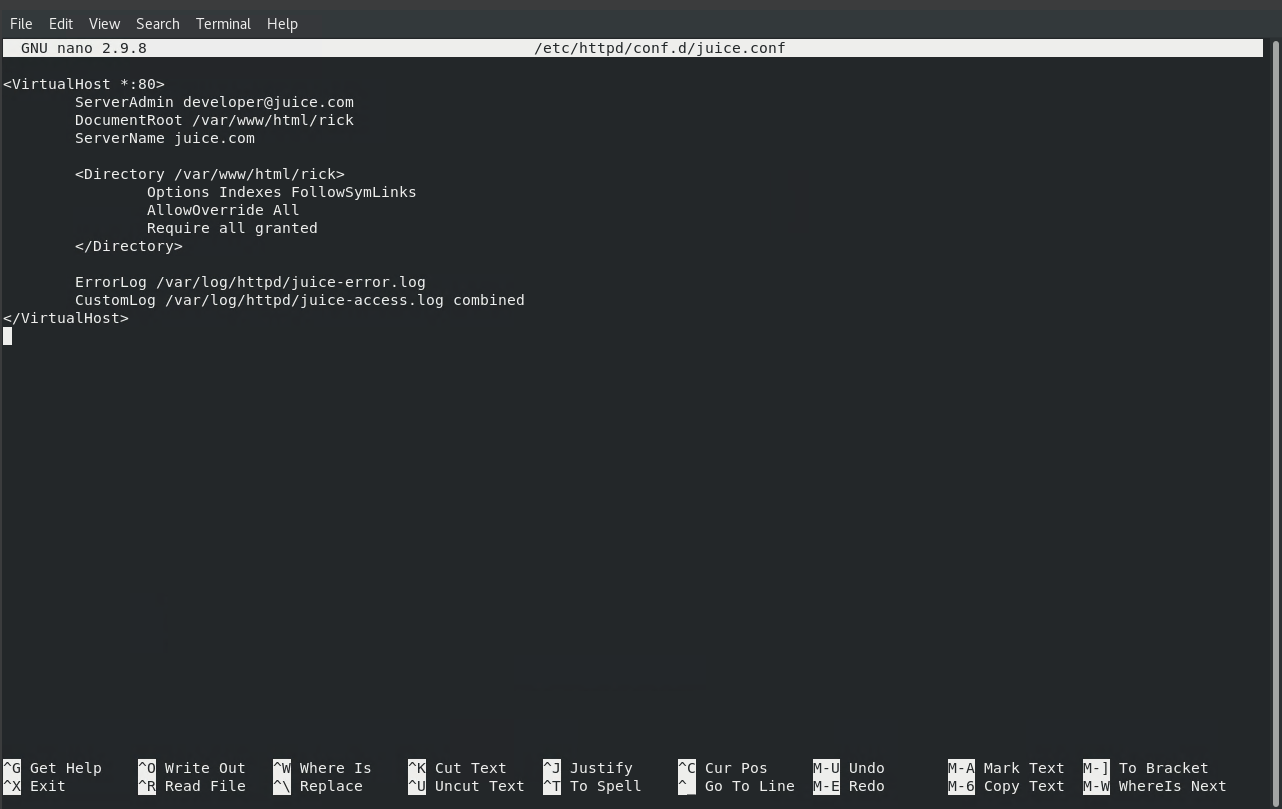 File Edit View Search Terminal Help
GNU nano 2.9.8 /etc/httpd/conf.d/juice.conf
<VirtualHost *:80>
ServerAdmin developer@juice.com
DocumentRoot /var/www/html/rick
ServerName juice.com
<Directory /var/www/html/rick>
Options Indexes FollowSymLinks
AllowOverride All
Require all granted
</Directory>
ErrorLog /var/log/httpd/juice-error.log
CustomLog /var/log/httpd/juice-access.log combined
</VirtualHost>
^G Get Help ^O Write Out ^W Where Is ^K Cut Text ^J Justify ^C Cur Pos M-U Undo M-A Mark Text M-] To Bracket
^X Exit ^R Read File ^\ Replace ^U Uncut Text ^T To Spell ^_ Go To Line M-E Redo M-6 Copy Text M-W WhereIs Next